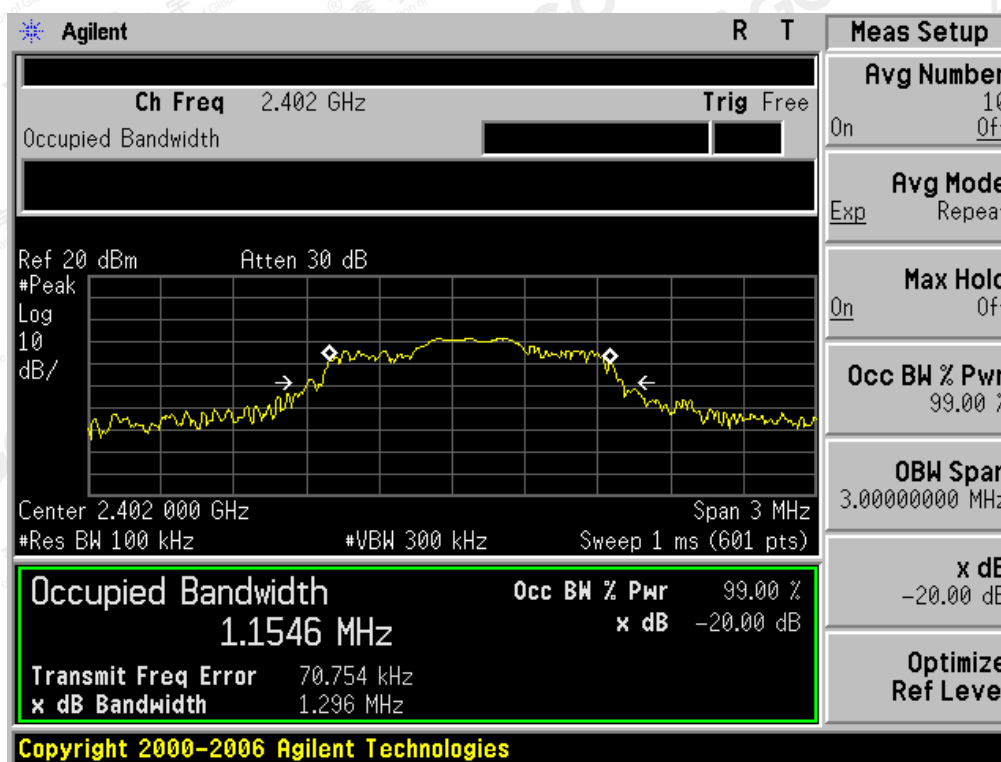 Agilent R T
Ch Freq 2.402 GHz Trig Free
Occupied Bandwidth
Ref 20 dBm Atten 30 dB
#Peak
Log
10
dB/
Center 2.402 000 GHz Span 3 MHz
#Res BW 100 kHz #VBW 300 kHz Sweep 1 ms (601 pts)
Occupied Bandwidth Occ BW % Pwr 99.00 %
1.1546 MHz x dB -20.00 dB
Transmit Freq Error 70.754 kHz
x dB Bandwidth 1.296 MHz
Copyright 2000-2006 Agilent Technologies
Meas Setup
Avg Number
10
On Off
Avg Mode
Exp Repeat
Max Hold
On Off
Occ BW % Pwr
99.00 %
OBW Span
3.00000000 MHz
x dB
-20.00 dB
Optimize
Ref Level